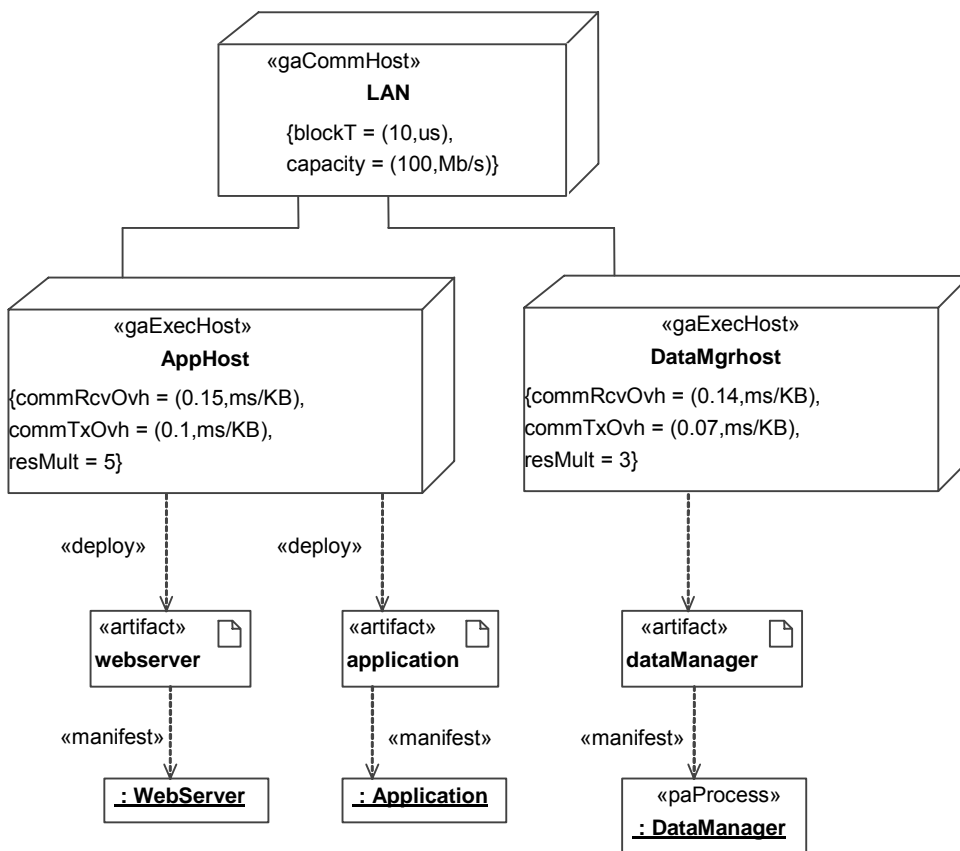 «gaCommHost»
LAN
{blockT = (10,us),
capacity = (100,Mb/s)}
«gaExecHost»
AppHost
{commRcvOvh = (0.15,ms/KB),
commTxOvh = (0.1,ms/KB),
resMult = 5}
«gaExecHost»
DataMgrhost
{commRcvOvh = (0.14,ms/KB),
commTxOvh = (0.07,ms/KB),
resMult = 3}
«deploy»
«deploy»
«artifact»
webserver
«artifact»
application
«artifact»
dataManager
«manifest»
«manifest»
«manifest»
: WebServer
: Application
«paProcess»
: DataManager